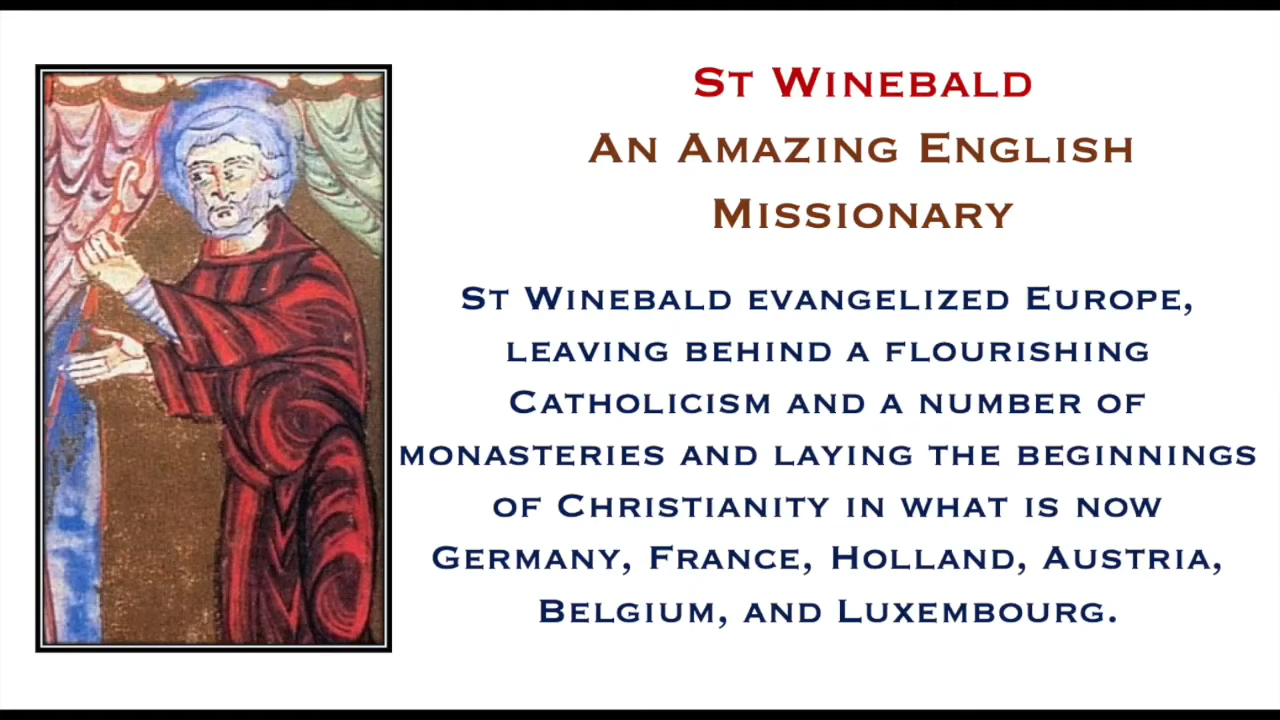 St Winebald
An Amazing English
Missionary
St Winebald evangelized Europe,
leaving behind a flourishing
Catholicism and a number of
monasteries and laying the beginnings
of Christianity in what is now
Germany, France, Holland, Austria,
Belgium, and Luxembourg.